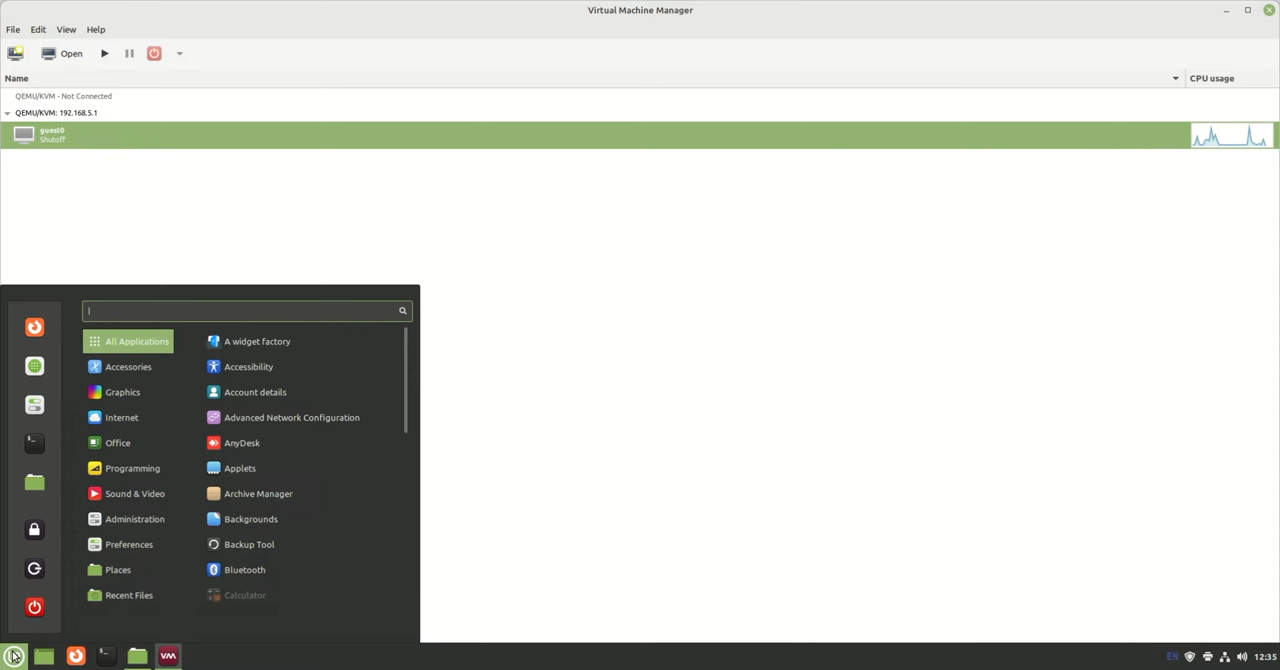 Virtual Machine Manager
File Edit View Help
Open
Name CPU usage
QEMU/KVM - Not Connected
QEMU/KVM: 192.168.5.1
guest0
Shutoff
All Applications
Accessories
Graphics
Internet
Office
Programming
Sound & Video
Administration
Preferences
Places
Recent Files
A widget factory
Accessibility
Account details
Advanced Network Configuration
AnyDesk
Applets
Archive Manager
Backgrounds
Backup Tool
Bluetooth
Calculator
VM
EN 12:35